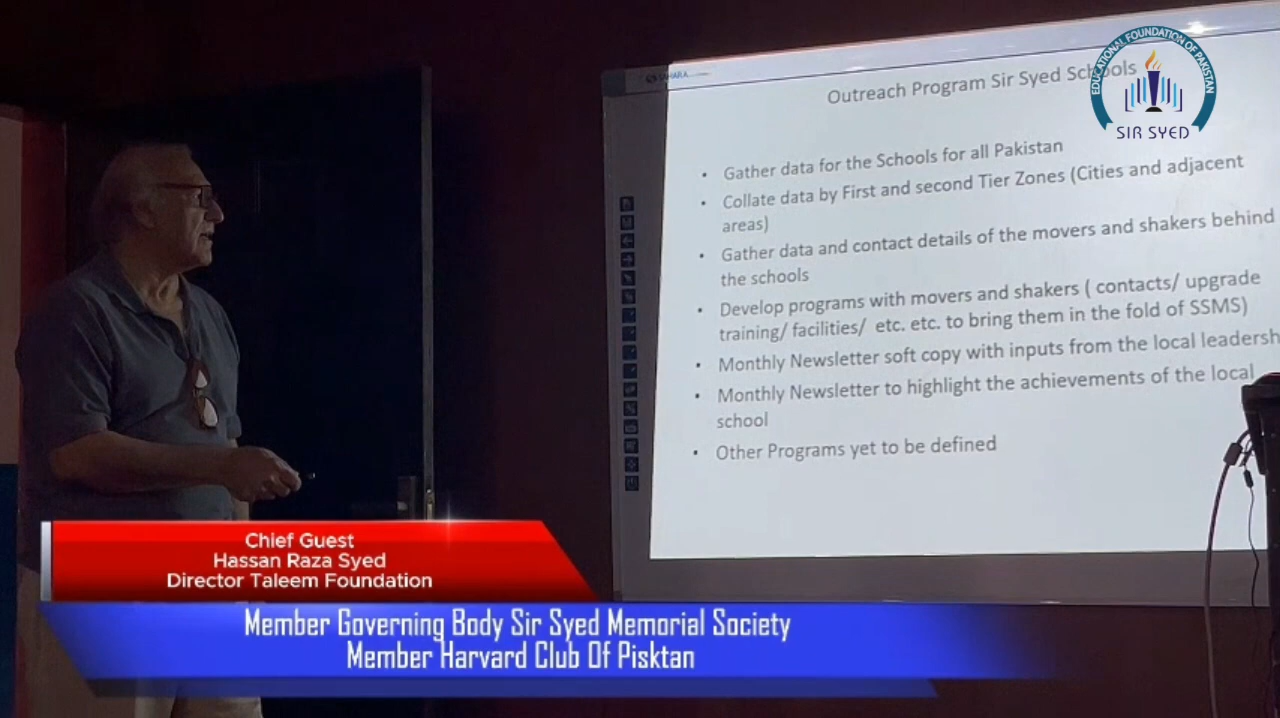 SAHARA
EDUCATIONAL FOUNDATION OF PAKISTAN
SIR SYED
Outreach Program Sir Syed Schools
• Gather data for the Schools for all Pakistan
• Collate data by First and second Tier Zones (Cities and adjacent
areas)
• Gather data and contact details of the movers and shakers behind
the schools
• Develop programs with movers and shakers ( contacts/ upgrade
training/ facilities/ etc. etc. to bring them in the fold of SSMS)
• Monthly Newsletter soft copy with inputs from the local leadersh
• Monthly Newsletter to highlight the achievements of the local
school
• Other Programs yet to be defined
Chief Guest
Hassan Raza Syed
Director Taleem Foundation
Member Governing Body Sir Syed Memorial Society
Member Harvard Club Of Pisktan